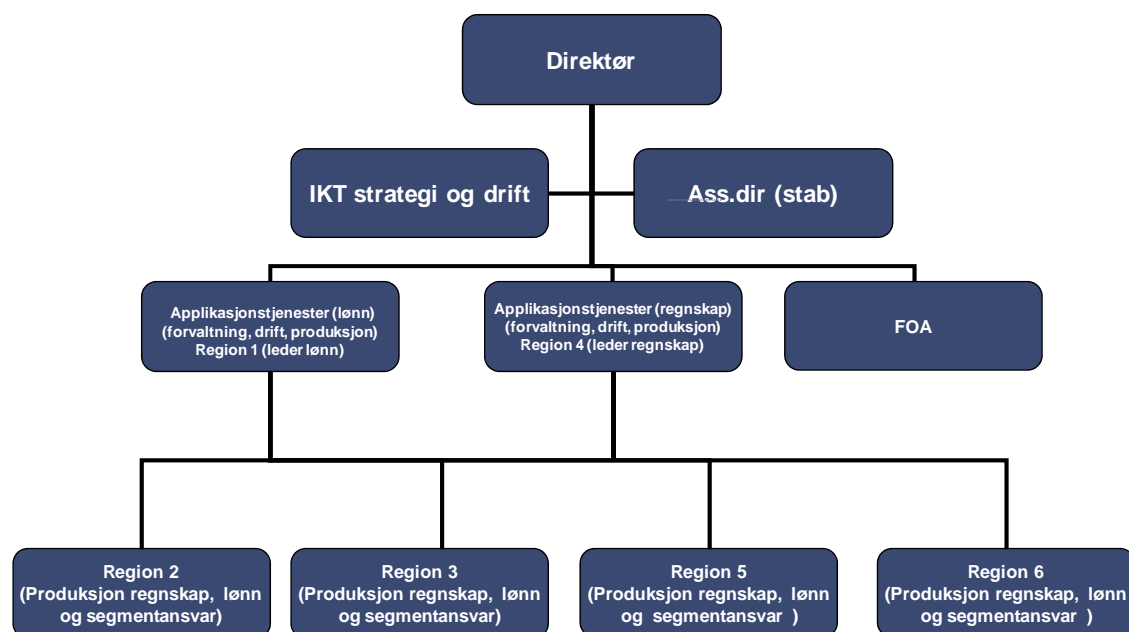 Direktør
IKT strategi og drift
Ass.dir (stab)
Applikasjonstjenester (lønn)
(forvaltning, drift, produksjon)
Region 1 (leder lønn)
Applikasjonstjenester (regnskap)
(forvaltning, drift, produksjon)
Region 4 (leder regnskap)
FOA
Region 2
(Produksjon regnskap, lønn
og segmentansvar)
Region 3
(Produksjon regnskap, lønn
og segmentansvar)
Region 5
(Produksjon regnskap, lønn
og segmentansvar )
Region 6
(Produksjon regnskap, lønn
og segmentansvar )